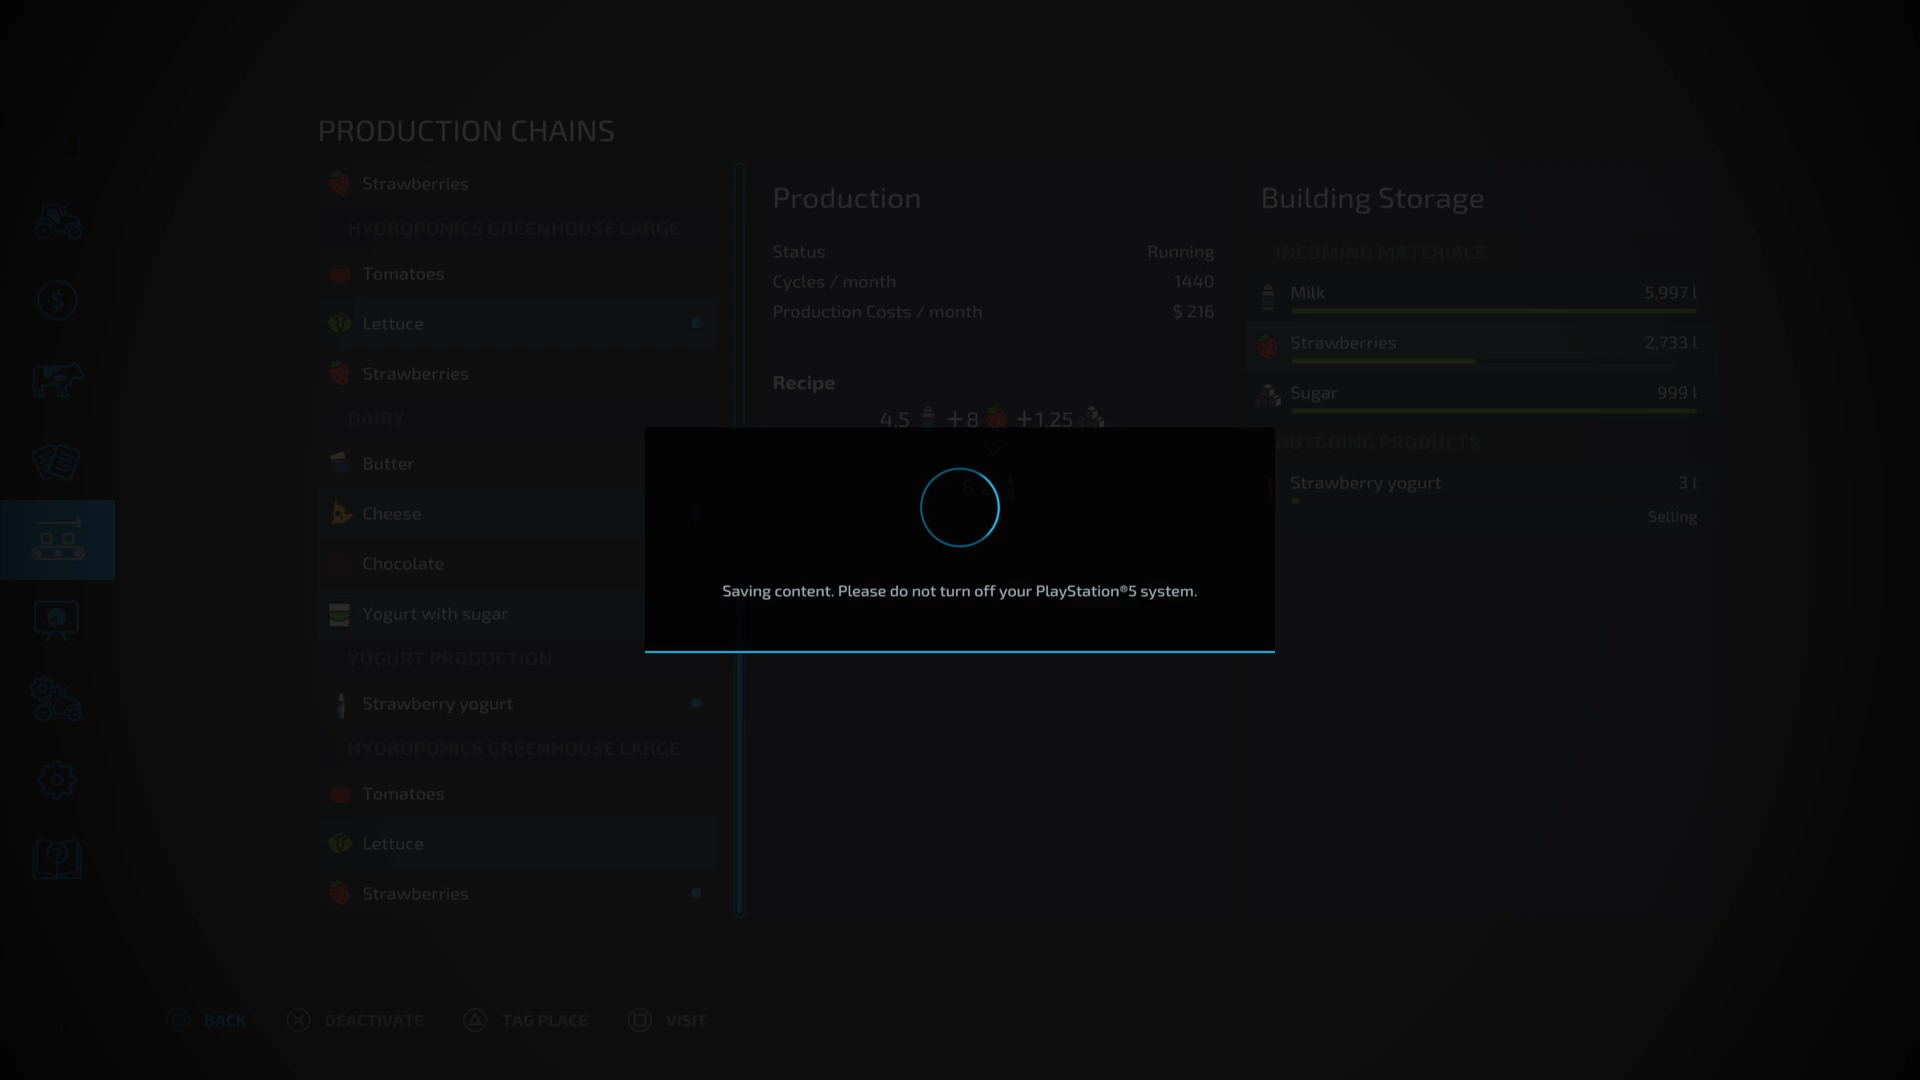 PRODUCTION CHAINS
Strawberries
HYDROPONICS GREENHOUSE LARGE
Tomatoes
Lettuce
Strawberries
DAIRY
Butter
Cheese
Chocolate
Yogurt with sugar
YOGURT PRODUCTION
Strawberry yogurt
HYDROPONICS GREENHOUSE LARGE
Tomatoes
Lettuce
Strawberries
Production
Status Running
Cycles / month 1440
Production Costs / month $ 216
Recipe
4.5 +8 +1.25
Building Storage
INCOMING MATERIALS
Milk 5,997 l
Strawberries 2,733 l
Sugar 999 l
OUTGOING PRODUCTS
Strawberry yogurt 3 l
Selling
Saving content. Please do not turn off your PlayStation®5 system.
BACK DEACTIVATE TAG PLACE VISIT